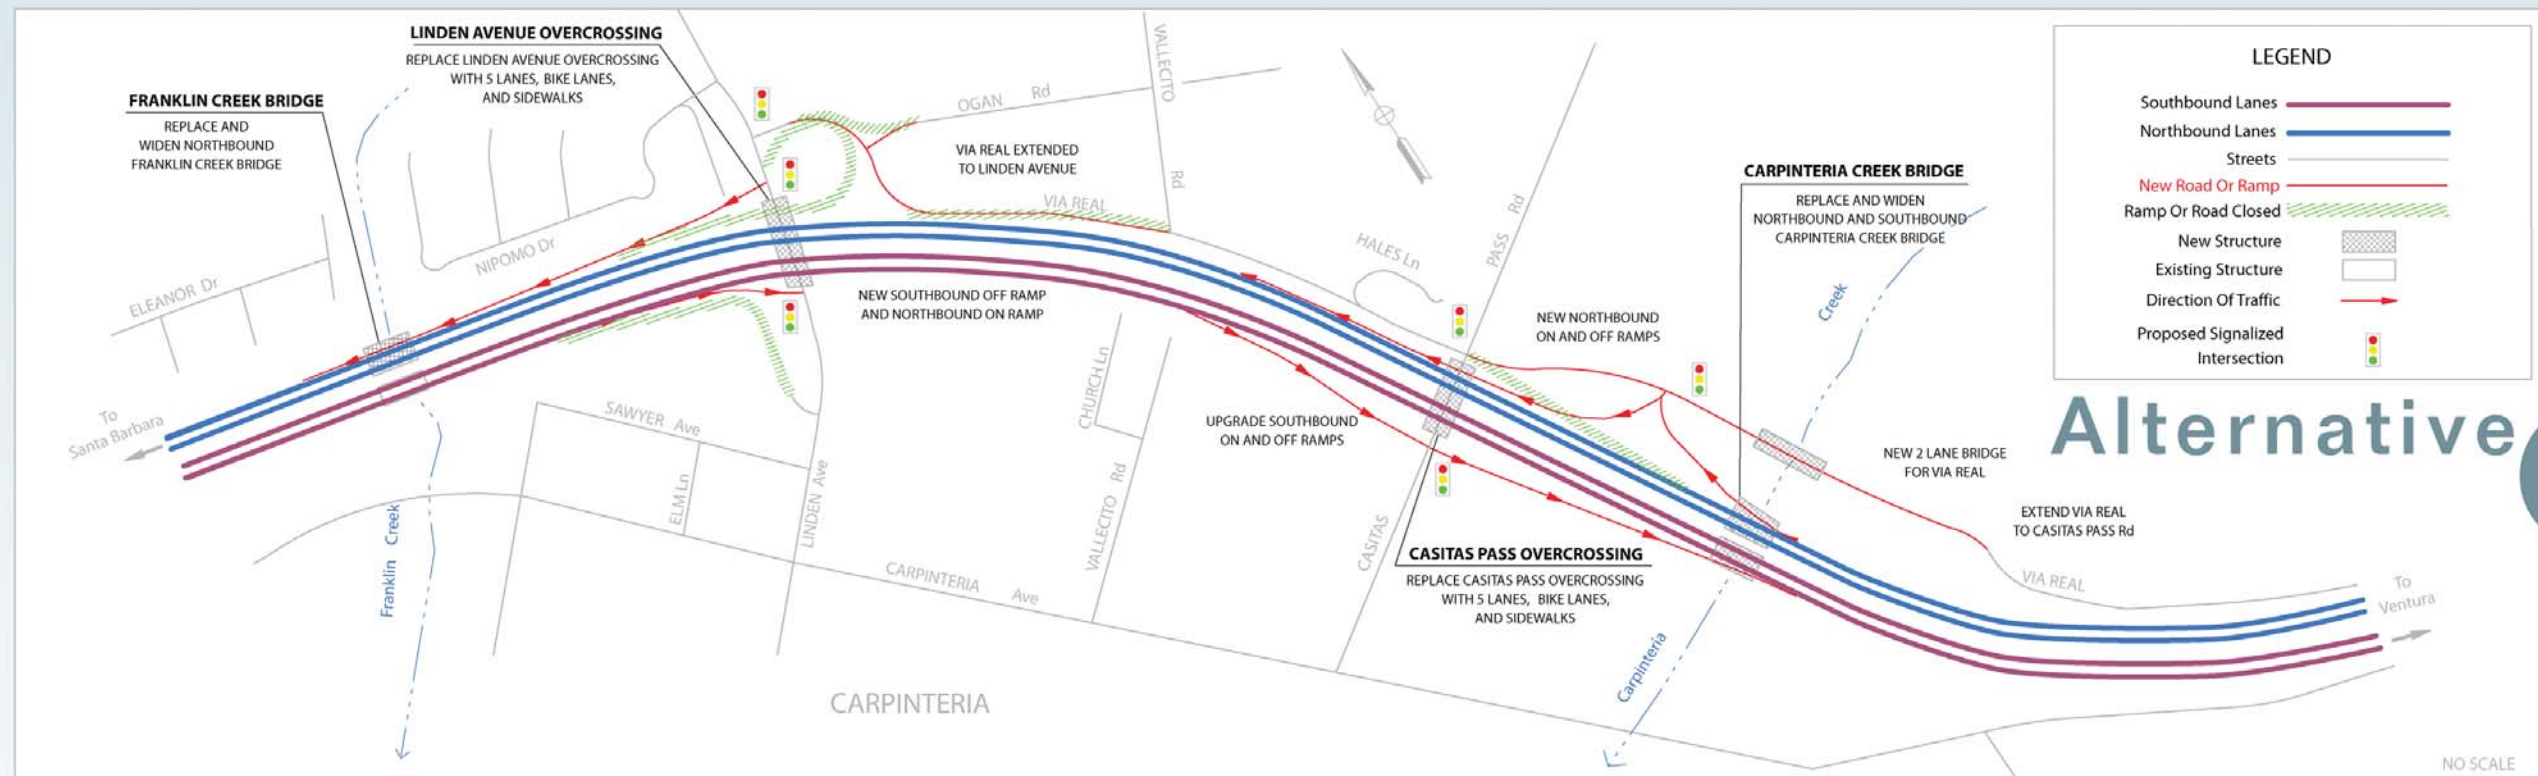 LINDEN AVENUE OVERCROSSING
REPLACE LINDEN AVENUE OVERCROSSING
WITH 5 LANES, BIKE LANES,
AND SIDEWALKS
FRANKLIN CREEK BRIDGE
REPLACE AND
WIDEN NORTHBOUND
FRANKLIN CREEK BRIDGE
ELEANOR Dr
NIPOMO Dr
OGAN Rd
VALLECITO Rd
VIA REAL EXTENDED
TO LINDEN AVENUE
VIA REAL
HALES Ln
CASITAS PASS Rd
CARPINTERIA CREEK BRIDGE
REPLACE AND WIDEN
NORTHBOUND AND SOUTHBOUND
CARPINTERIA CREEK BRIDGE
NEW SOUTHBOUND OFF RAMP
AND NORTHBOUND ON RAMP
NEW NORTHBOUND
ON AND OFF RAMPS
Carpinteria Creek
To
Santa Barbara
SAWYER Ave
ELM Ln
LINDEN Ave
CHURCH Ln
VALLECITO Rd
UPGRADE SOUTHBOUND
ON AND OFF RAMPS
NEW 2 LANE BRIDGE
FOR VIA REAL
EXTEND VIA REAL
TO CASITAS PASS Rd
Franklin Creek
CARPINTERIA Ave
CASITAS PASS OVERCROSSING
REPLACE CASITAS PASS OVERCROSSING
WITH 5 LANES, BIKE LANES,
AND SIDEWALKS
VIA REAL
To
Ventura
CARPINTERIA
LEGEND
Southbound Lanes
Northbound Lanes
Streets
New Road Or Ramp
Ramp Or Road Closed
New Structure
Existing Structure
Direction Of Traffic
Proposed Signalized
Intersection
Alternative
NO SCALE